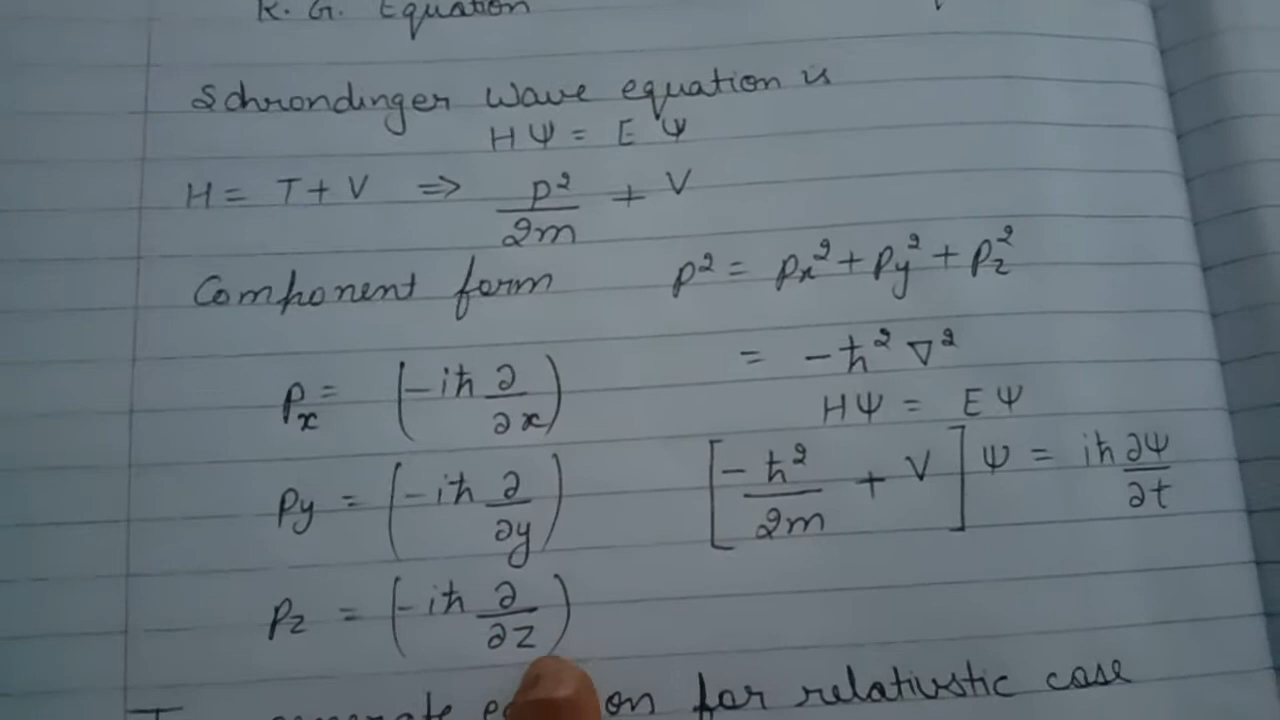 K. G. Equation
Schrondinger wave equation is
HΨ = EΨ
H = T + V ⇒ p²/2m + V
Component form p² = px² + py² + pz²
= -ħ² ∇²
Px = (-iħ ∂/∂x)
HΨ = EΨ
Py = (-iħ ∂/∂y) [-ħ²/2m + V] Ψ = iħ ∂Ψ/∂t
Pz = (-iħ ∂/∂z)
on for relativstic case